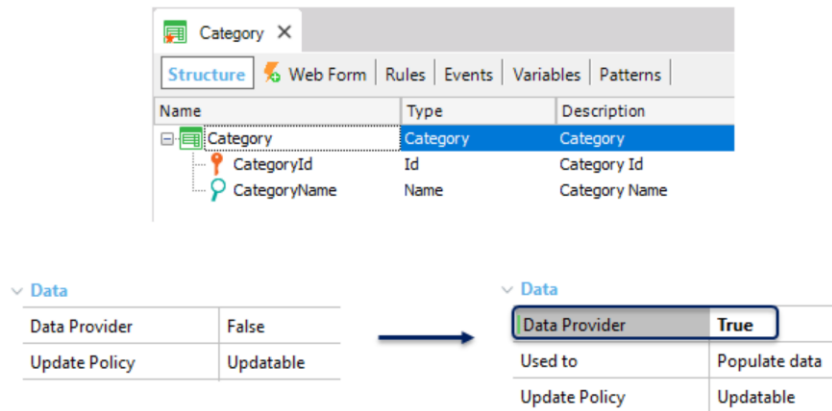 Category
Structure Web Form Rules Events Variables Patterns
Name Type Description
Category Category Category
CategoryId Id Category Id
CategoryName Name Category Name
Data
Data Provider False
Update Policy Updatable
Data
Data Provider True
Used to Populate data
Update Policy Updatable